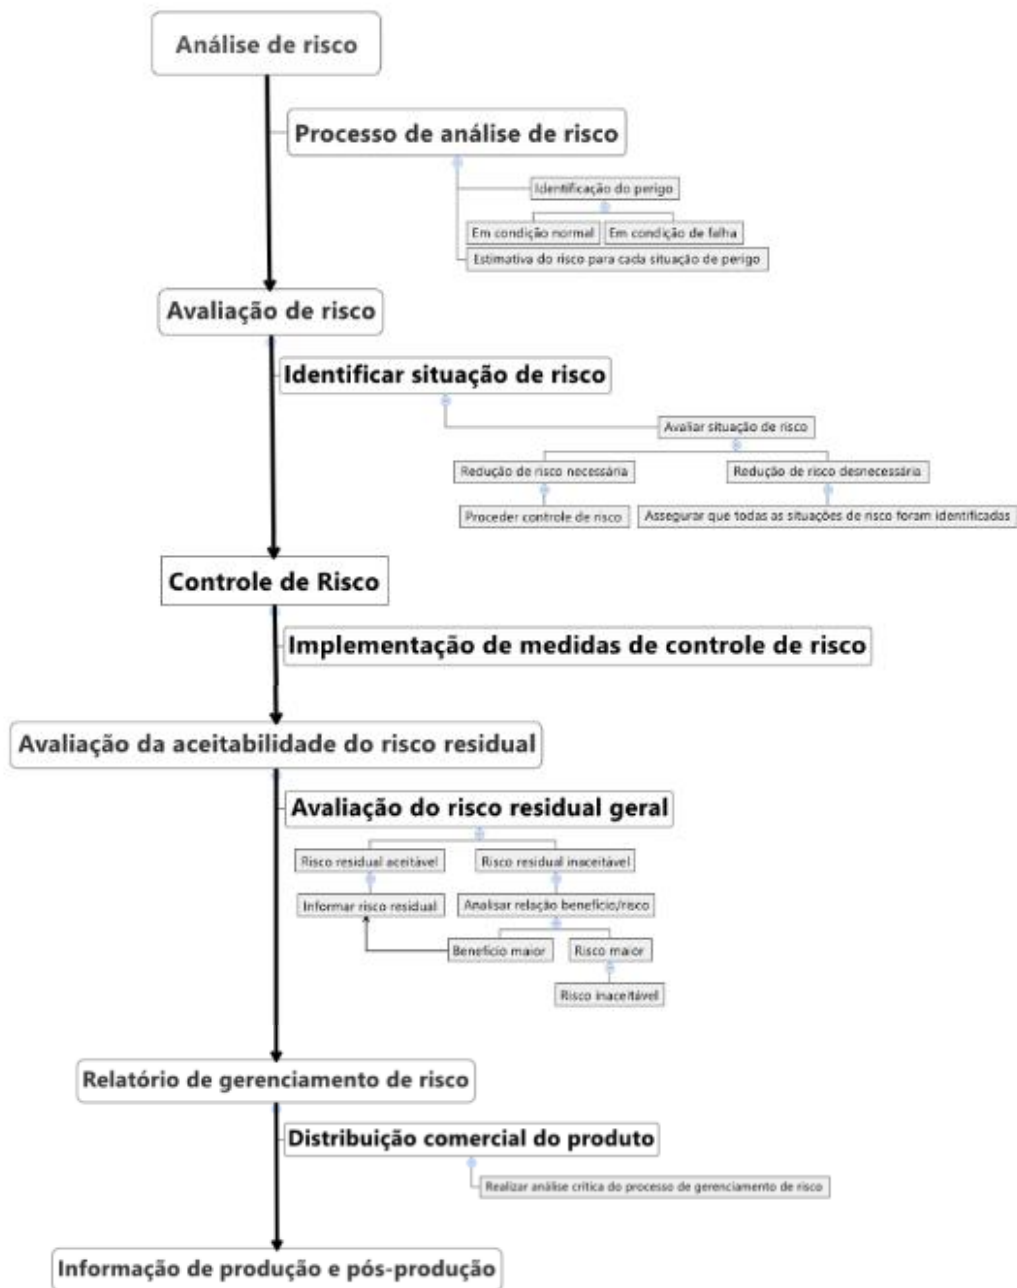 Análise de risco
Processo de análise de risco
Identificação do perigo
Em condição normal
Em condição de falha
Estimativa do risco para cada situação de perigo
Avaliação de risco
Identificar situação de risco
Avaliar situação de risco
Redução de risco necessária
Redução de risco desnecessária
Proceder controle de risco
Assegurar que todas as situações de risco foram identificadas
Controle de Risco
Implementação de medidas de controle de risco
Avaliação da aceitabilidade do risco residual
Avaliação do risco residual geral
Risco residual aceitável
Risco residual inaceitável
Informar risco residual
Analisar relação benefício/risco
Benefício maior
Risco maior
Risco inaceitável
Relatório de gerenciamento de risco
Distribuição comercial do produto
Realizar análise crítica do processo de gerenciamento de risco
Informação de produção e pós-produção